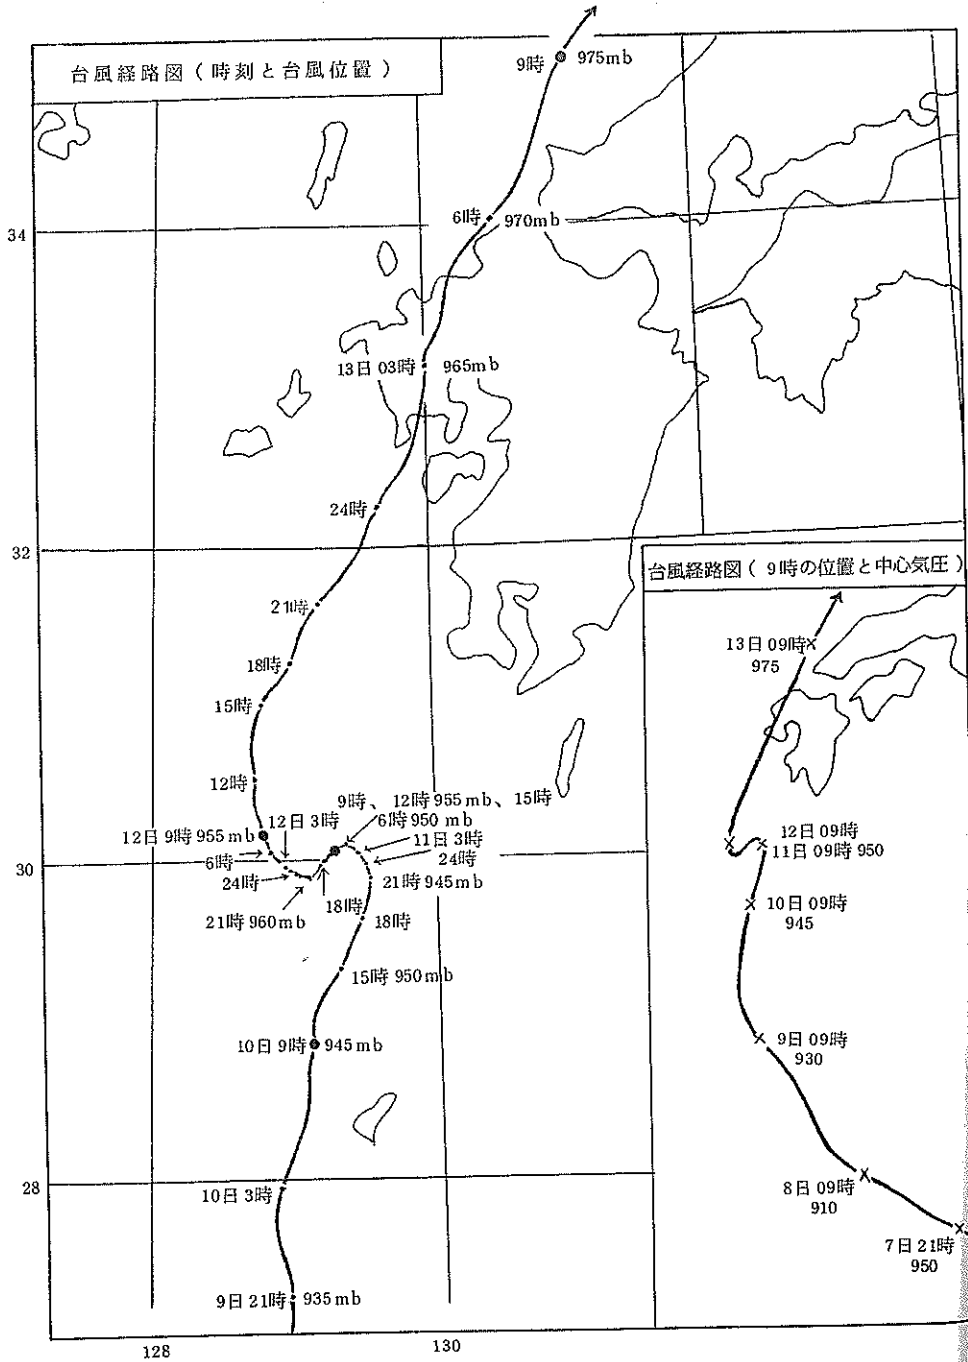 台風経路図（時刻と台風位置）
9時 975mb
6時 970mb
34
13日 03時 965mb
24時
32
21時
18時
15時
12時
9時、 12時 955 mb、15時
6時 950 mb
12日 3時
11日 3時
12日 9時 955 mb
6時
24時
30
24時
21時 945mb
18時
21時 960mb
18時
15時 950mb
10日 9時 945mb
28
10日 3時
9日 21時 935mb
128
130
台風経路図（ 9時の位置と中心気圧 ）
13日 09時
975
12日 09時
11日 09時 950
10日 09時
945
9日 09時
930
8日 09時
910
7日 21時
950